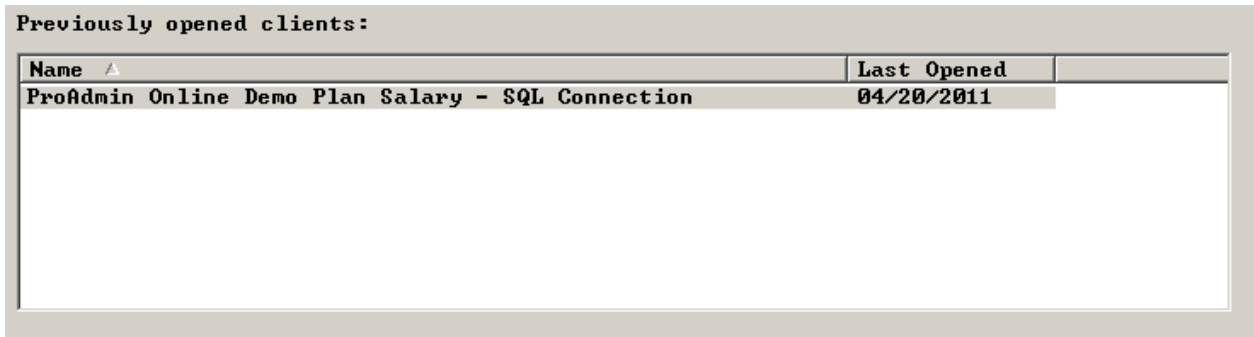 Previously opened clients:
Name Last Opened
ProAdmin Online Demo Plan Salary - SQL Connection 04/20/2011